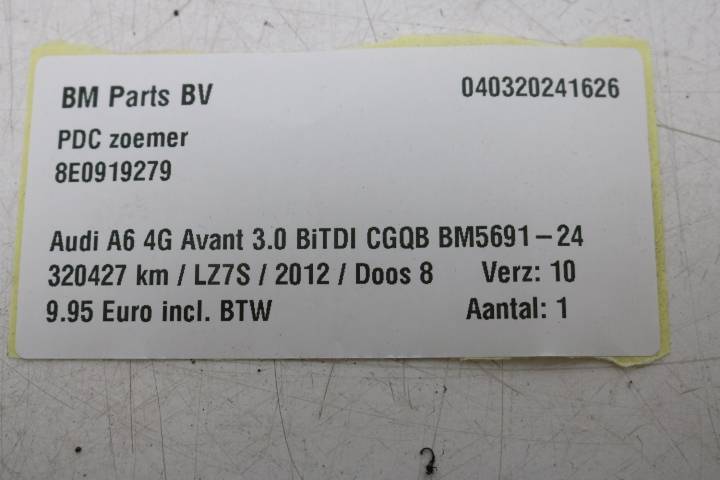 BM Parts BV 040320241626
PDC zoemer
8E0919279
Audi A6 4G Avant 3.0 BiTDI CGQB BM5691-24
320427 km / LZ7S / 2012 / Doos 8 Verz: 10
9.95 Euro incl. BTW Aantal: 1